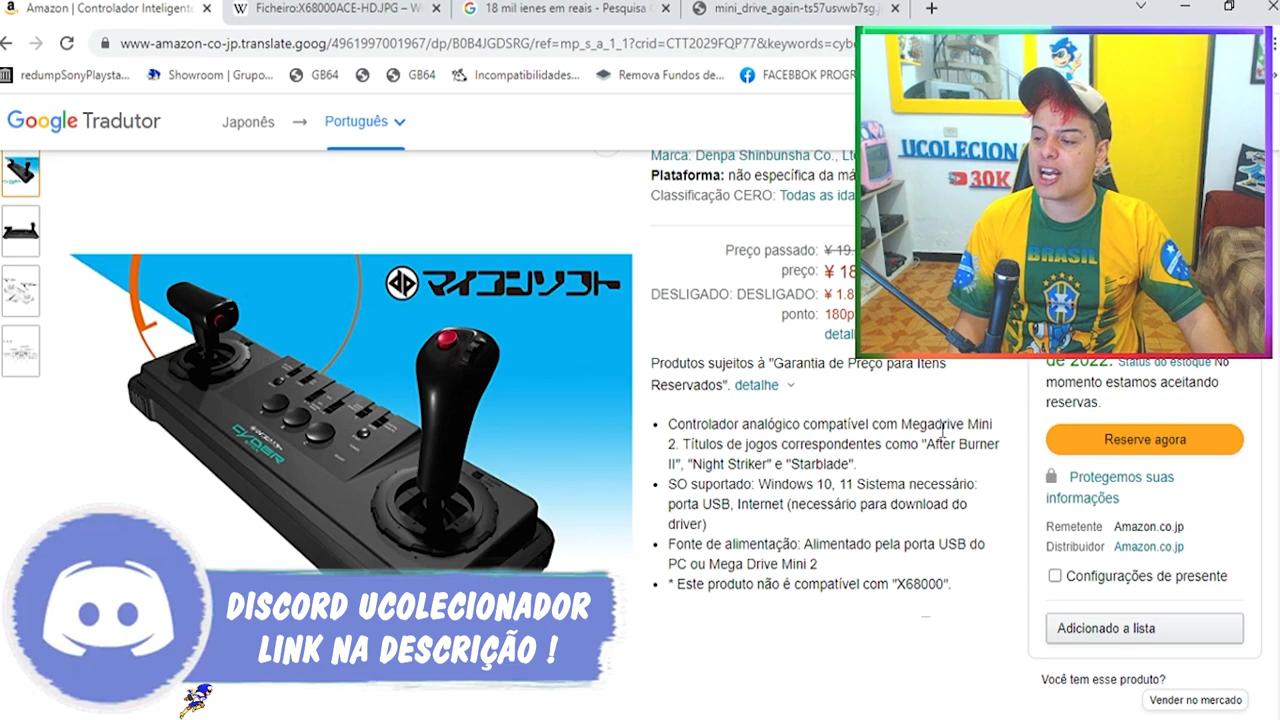 Amazon | Controlador Inteligente
Ficheiro:X68000ACE-HD.JPG – W
18 mil ienes em reais - Pesquisa
mini_drive_again-ts57usvwb7sg.j
www-amazon-co-jp.translate.goog/4961997001967/dp/B0B4JGDSRG/ref=mp_s_a_1_1?crid=CTT2029FQP77&keywords=cybe
redumpSonyPlaysta...
Showroom | Grupo...
GB64
GB64
Incompatibilidades...
Remova Fundos de...
FACEBBOK PROGR
Google Tradutor
Japonês → Português
UCOLECION
30K
BRASIL
Marca: Denpa Shinbunsha Co., Lt
Plataforma: não especifica da má
Classificação CERO: Todas as ida
Preço passado: ¥ 19.
preço: ¥ 18
DESLIGADO: DESLIGADO: ¥ 1.8
ponto: 180p
detal
マイコンソフト
CYBER
Produtos sujeitos à "Garantia de Preço para Itens
Reservados". detalhe
• Controlador analógico compatível com Megadrive Mini
2. Títulos de jogos correspondentes como "After Burner
II", "Night Striker" e "Starblade".
• SO suportado: Windows 10, 11 Sistema necessário:
porta USB, Internet (necessário para download do
driver)
• Fonte de alimentação: Alimentado pela porta USB do
PC ou Mega Drive Mini 2
• * Este produto não é compatível com "X68000".
de 2022. Status do estoque No
momento estamos aceitando
reservas.
Reserve agora
Protegemos suas
informações
Remetente Amazon.co.jp
Distribuidor Amazon.co.jp
Configurações de presente
Adicionado a lista
Você tem esse produto?
Vender no mercado
DISCORD UCOLECIONADOR
LINK NA DESCRIÇÃO !